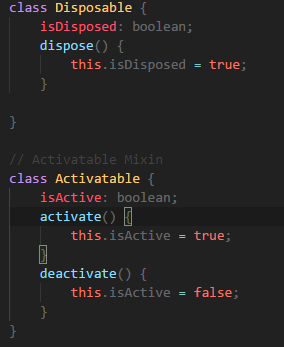 class Disposable {
    isDisposed: boolean;
    dispose() {
        this.isDisposed = true;
    }

}

// Activatable Mixin
class Activatable {
    isActive: boolean;
    activate() {
        this.isActive = true;
    }
    deactivate() {
        this.isActive = false;
    }
}